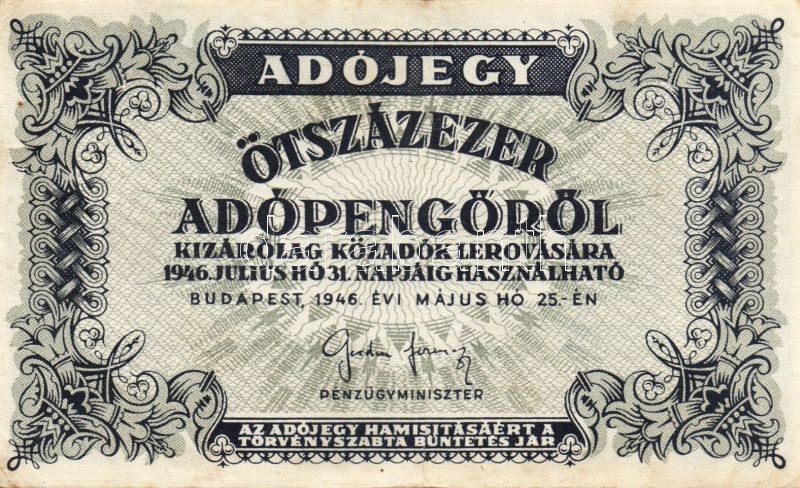 ADÓJEGY
ÖTSZÁZEZER
ADÓPENGŐRŐL
KIZÁRÓLAG KÖZADÓK LEROVÁSÁRA
1946. JULIUS HÓ 31. NAPJÁIG HASZNÁLHATÓ
BUDAPEST, 1946. ÉVI MÁJUS HÓ 25.-ÉN
PÉNZÜGYMINISZTER
AZ ADÓJEGY HAMISITÁSÁÉRT A
TÖRVÉNYSZABTA BÜNTETÉS JÁR